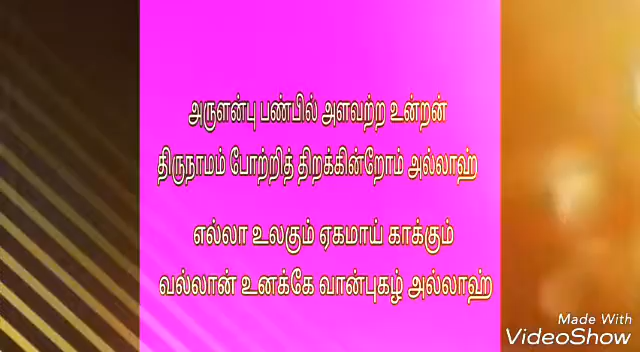 அருளன்பு பண்பில் அளவற்ற உன்றன்
திருநாமம் போற்றித் திறக்கின்றோம் அல்லாஹ்
எல்லா உலகும் ஏகமாய் காக்கும்
வல்லான் உனக்கே வான்புகழ் அல்லாஹ்
Made With
VideoShow